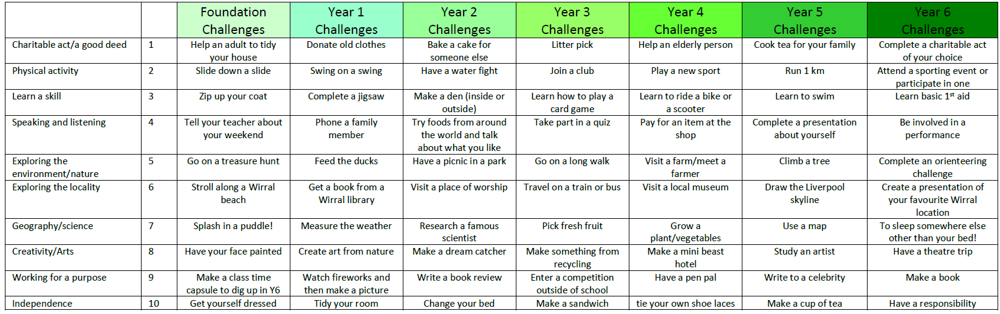 Foundation Challenges Year 1 Challenges Year 2 Challenges Year 3 Challenges Year 4 Challenges Year 5 Challenges Year 6 Challenges
Charitable act/a good deed 1 Help an adult to tidy your house Donate old clothes Bake a cake for someone else Litter pick Help an elderly person Cook tea for your family Complete a charitable act of your choice
Physical activity 2 Slide down a slide Swing on a swing Have a water fight Join a club Play a new sport Run 1 km Attend a sporting event or participate in one
Learn a skill 3 Zip up your coat Complete a jigsaw Make a den (inside or outside) Learn how to play a card game Learn to ride a bike or a scooter Learn to swim Learn basic 1st aid
Speaking and listening 4 Tell your teacher about your weekend Phone a family member Try foods from around the world and talk about what you like Take part in a quiz Pay for an item at the shop Complete a presentation about yourself Be involved in a performance
Exploring the environment/nature 5 Go on a treasure hunt Feed the ducks Have a picnic in a park Go on a long walk Visit a farm/meet a farmer Climb a tree Complete an orienteering challenge
Exploring the locality 6 Stroll along a Wirral beach Get a book from a Wirral library Visit a place of worship Travel on a train or bus Visit a local museum Draw the Liverpool skyline Create a presentation of your favourite Wirral location
Geography/science 7 Splash in a puddle! Measure the weather Research a famous scientist Pick fresh fruit Grow a plant/vegetables Use a map To sleep somewhere else other than your bed!
Creativity/Arts 8 Have your face painted Create art from nature Make a dream catcher Make something from recycling Make a mini beast hotel Study an artist Have a theatre trip
Working for a purpose 9 Make a class time capsule to dig up in Y6 Watch fireworks and then make a picture Write a book review Enter a competition outside of school Have a pen pal Write to a celebrity Make a book
Independence 10 Get yourself dressed Tidy your room Change your bed Make a sandwich tie your own shoe laces Make a cup of tea Have a responsibility